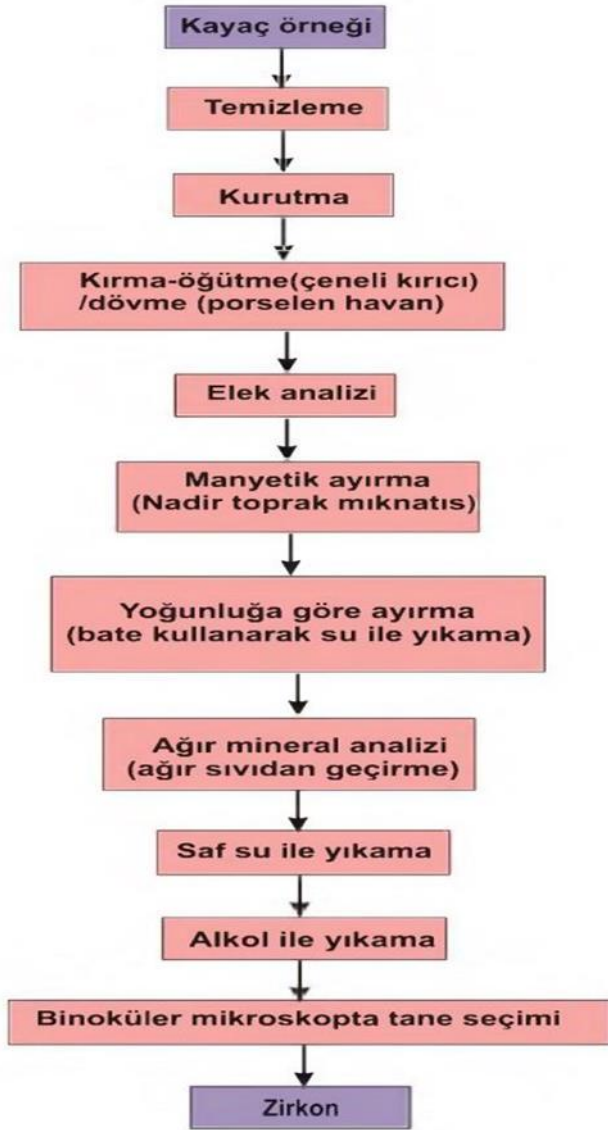 Kayaç örneği
Temizleme
Kurutma
Kırma-öğütme(çeneli kırıcı)
/dövme (porselen havan)
Elek analizi
Manyetik ayırma
(Nadir toprak mıknatıs)
Yoğunluğa göre ayırma
(bate kullanarak su ile yıkama)
Ağır mineral analizi
(ağır sıvıdan geçirme)
Saf su ile yıkama
Alkol ile yıkama
Binoküler mikroskopta tane seçimi
Zirkon